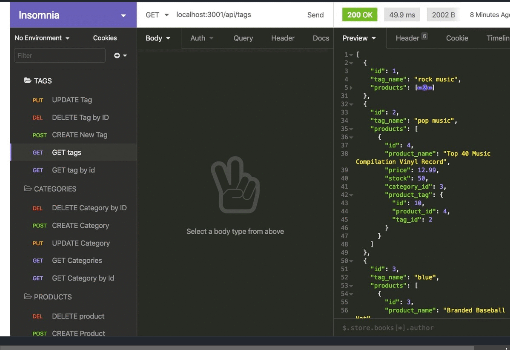 Insomnia
GET localhost:3001/api/tags Send
200 OK 49.9 ms 2002 B 8 Minutes Ago
No Environment Cookies
Body Auth Query Header Docs
Preview Header 6 Cookie Timeline
Filter
TAGS
PUT UPDATE Tag
DEL DELETE Tag by ID
POST CREATE New Tag
GET GET tags
GET GET tag by id
CATEGORIES
DEL DELETE Category by ID
POST CREATE Category
PUT UPDATE Category
GET GET Categories
GET GET Category by Id
PRODUCTS
DEL DELETE product
POST CREATE Product
Select a body type from above
1 [
2 {
3 "id": 1,
4 "tag_name": "rock music",
5 "products": [
31 },
32 {
33 "id": 2,
34 "tag_name": "pop music",
35 "products": [
36 {
37 "id": 4,
38 "product_name": "Top 40 Music
Compilation Vinyl Record",
39 "price": 12.99,
40 "stock": 50,
41 "category_id": 3,
42 "product_tag": {
43 "id": 10,
44 "product_id": 4,
45 "tag_id": 2
46 }
47 }
48 ]
49 },
50 {
51 "id": 3,
52 "tag_name": "blue",
53 "products": [
54 {
55 "id": 3,
56 "product_name": "Branded Baseball
$.store.books[*].author